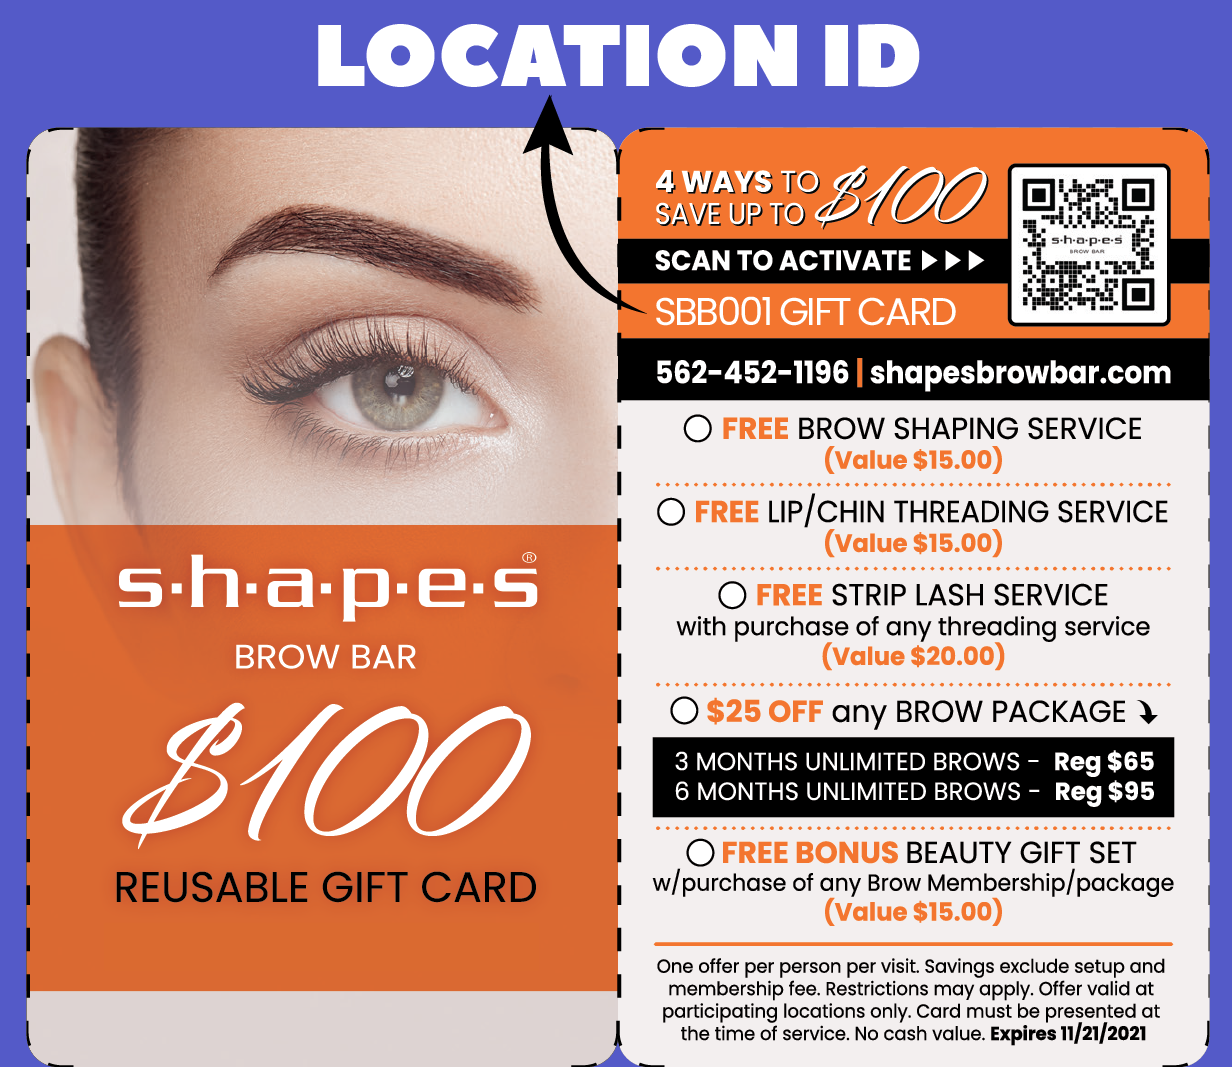 LOCATION ID
s·h·a·p·e·s®
BROW BAR
$100
REUSABLE GIFT CARD
4 WAYS TO
SAVE UP TO $100
SCAN TO ACTIVATE
SBB001 GIFT CARD
s·h·a·p·e·s
BROW BAR
562-452-1196 | shapesbrowbar.com
FREE BROW SHAPING SERVICE
(Value $15.00)
FREE LIP/CHIN THREADING SERVICE
(Value $15.00)
FREE STRIP LASH SERVICE
with purchase of any threading service
(Value $20.00)
$25 OFF any BROW PACKAGE
3 MONTHS UNLIMITED BROWS - Reg $65
6 MONTHS UNLIMITED BROWS - Reg $95
FREE BONUS BEAUTY GIFT SET
w/purchase of any Brow Membership/package
(Value $15.00)
One offer per person per visit. Savings exclude setup and
membership fee. Restrictions may apply. Offer valid at
participating locations only. Card must be presented at
the time of service. No cash value. Expires 11/21/2021